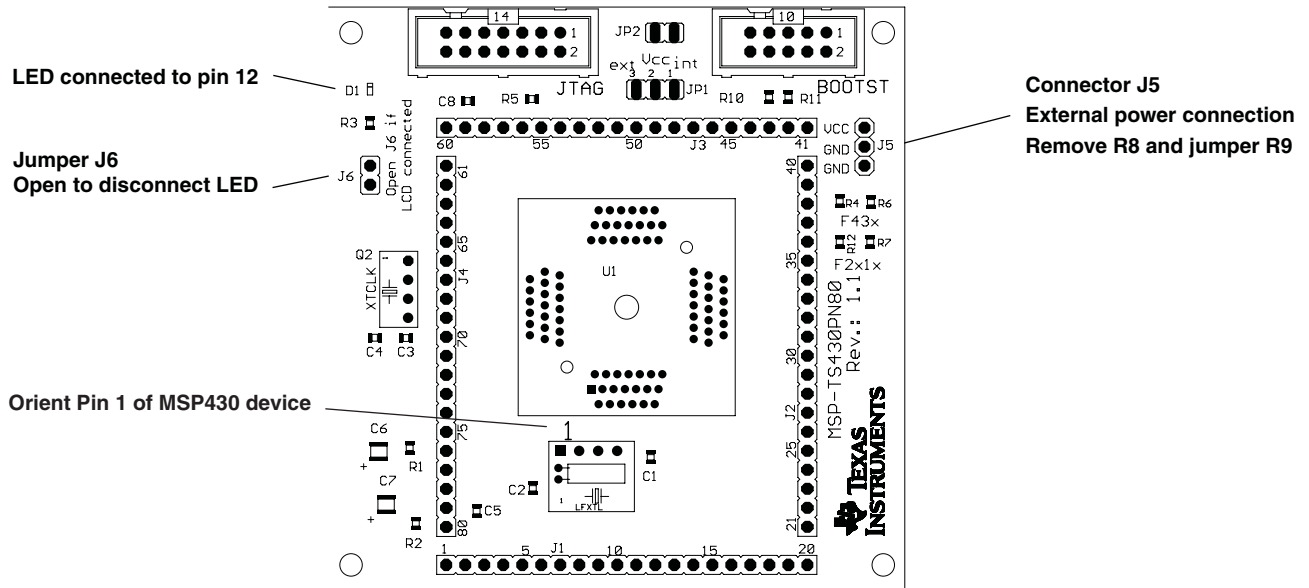 14
10
1
2
1
2
JP2
Vcc
ext
int
3
2
1
JP1
JTAG
BOOTST
LED connected to pin 12
D1
C8
R5
R10
R11
R3
Connector J5
External power connection
Remove R8 and jumper R9
VCC
GND
GND
J5
60
55
50
J3
45
41
Jumper J6
Open to disconnect LED
J6
Open J6 if
LCD connected
61
40
R4
R6
F43x
R12
R7
F2x1x
65
35
Q2
XTCLK
J4
U1
C4
C3
70
30
MSP-TS430PN80
Rev.: 1.1
Orient Pin 1 of MSP430 device
1
J2
C6
+
R1
75
25
C1
C7
+
C2
1
LFXTL
C5
R2
80
21
TEXAS
INSTRUMENTS
1
5
J1
10
15
20